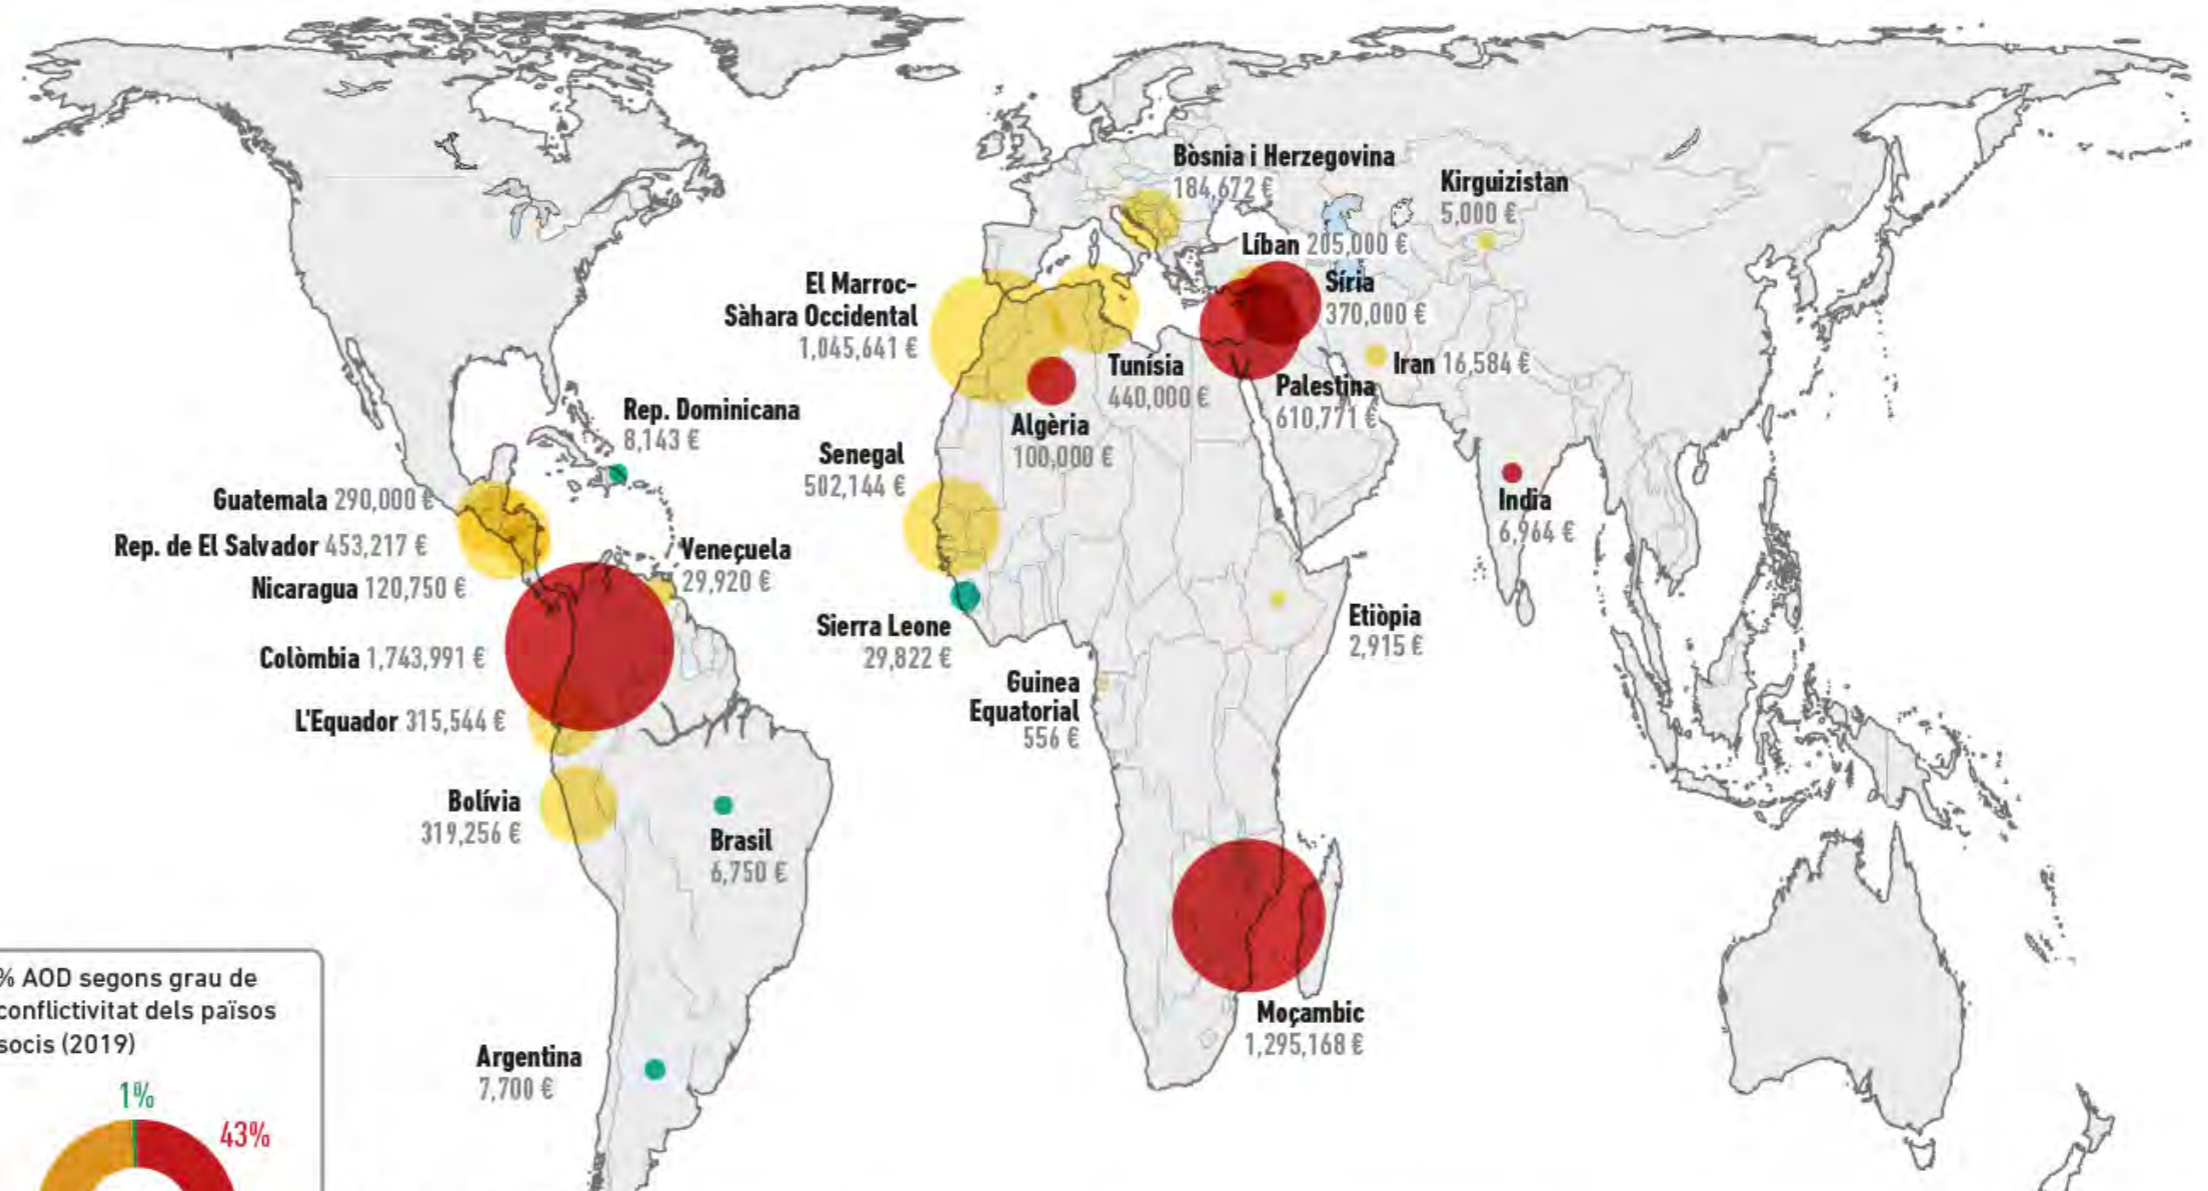 Bòsnia i Herzegovina
184,672 €
Kirguizistan
5,000 €
Líban 205,000 €
Síria
370,000 €
El Marroc-
Sàhara Occidental
1,045,641 €
Tunísia
440,000 €
Iran 16,584 €
Palestina
610,771 €
Algèria
100,000 €
Rep. Dominicana
8,143 €
Senegal
502,144 €
Guatemala 290,000 €
Rep. de El Salvador 453,217 €
Nicaragua 120,750 €
Veneçuela
29,920 €
India
6,964 €
Colòmbia 1,743,991 €
Sierra Leone
29,822 €
Etiòpia
2,915 €
Guinea
Equatorial
556 €
L'Equador 315,544 €
Bolívia
319,256 €
Brasil
6,750 €
Moçambic
1,295,168 €
Argentina
7,700 €
% AOD segons grau de
conflictivitat dels països
socis (2019)
1%
43%